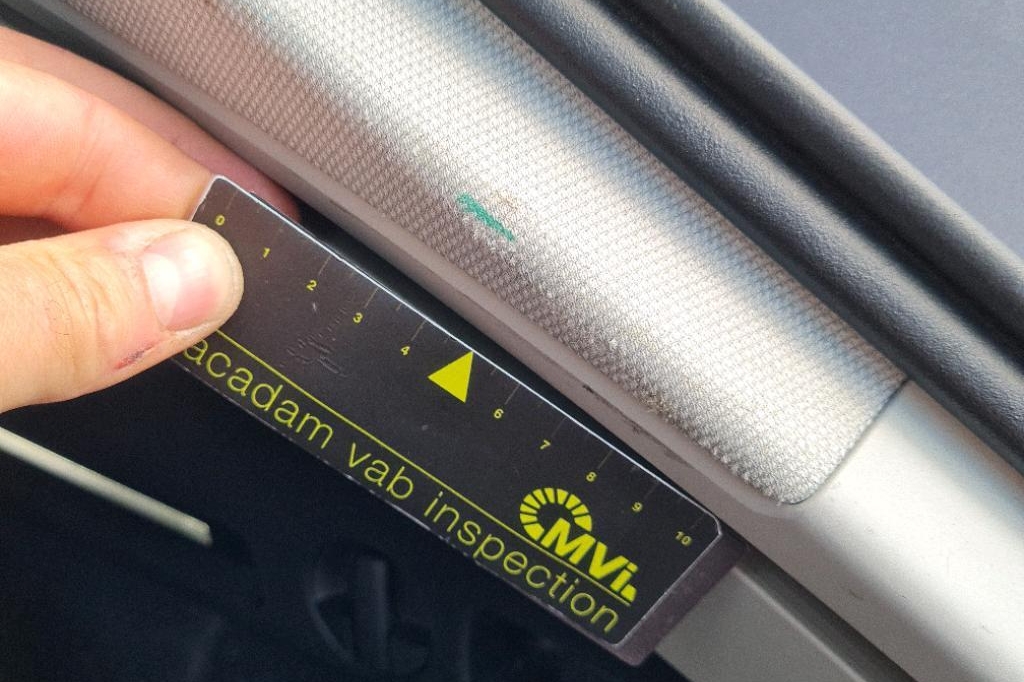 0 1 2 3 4 6 7 8 9 10
MVi
acadam vab inspection